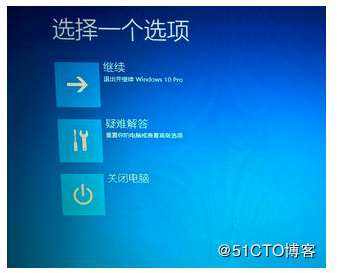 选择一个选项
继续
退出并继续 Windows 10 Pro
疑难解答
重置你的电脑或查看高级选项
关闭电脑
@51CTO博客